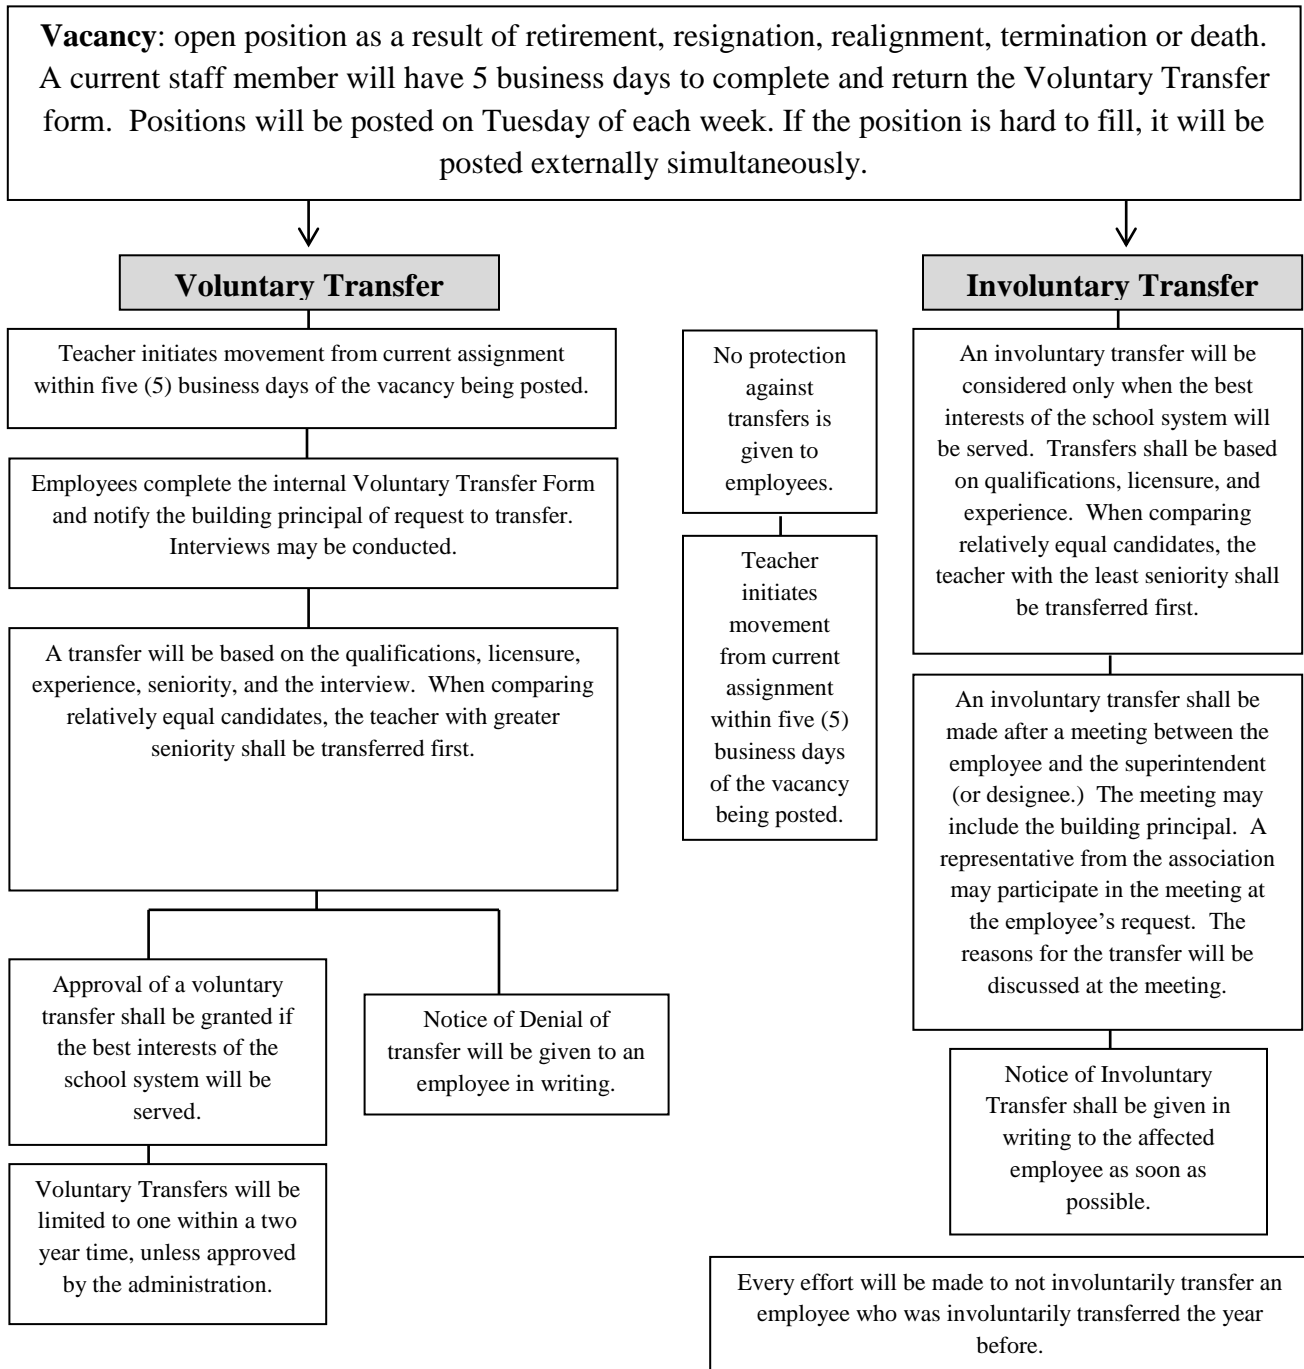 Vacancy: open position as a result of retirement, resignation, realignment, termination or death.
A current staff member will have 5 business days to complete and return the Voluntary Transfer
form.  Positions will be posted on Tuesday of each week. If the position is hard to fill, it will be
posted externally simultaneously.
Voluntary Transfer
Teacher initiates movement from current assignment
within five (5) business days of the vacancy being posted.
Employees complete the internal Voluntary Transfer Form
and notify the building principal of request to transfer.
Interviews may be conducted.
A transfer will be based on the qualifications, licensure,
experience, seniority, and the interview.  When comparing
relatively equal candidates, the teacher with greater
seniority shall be transferred first.
Approval of a voluntary
transfer shall be granted if
the best interests of the
school system will be
served.
Notice of Denial of
transfer will be given to an
employee in writing.
Voluntary Transfers will be
limited to one within a two
year time, unless approved
by the administration.
No protection
against
transfers is
given to
employees.
Teacher
initiates
movement
from current
assignment
within five (5)
business days
of the vacancy
being posted.
Involuntary Transfer
An involuntary transfer will be
considered only when the best
interests of the school system will
be served.  Transfers shall be based
on qualifications, licensure, and
experience.  When comparing
relatively equal candidates, the
teacher with the least seniority shall
be transferred first.
An involuntary transfer shall be
made after a meeting between the
employee and the superintendent
(or designee.)  The meeting may
include the building principal.  A
representative from the association
may participate in the meeting at
the employee’s request.  The
reasons for the transfer will be
discussed at the meeting.
Notice of Involuntary
Transfer shall be given in
writing to the affected
employee as soon as
possible.
Every effort will be made to not involuntarily transfer an
employee who was involuntarily transferred the year
before.